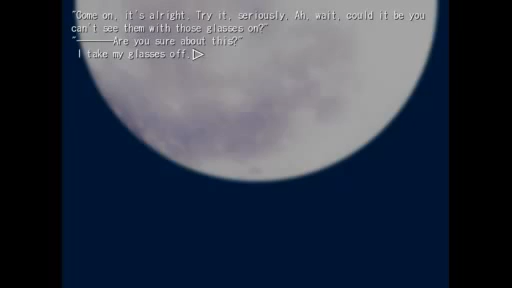 "Come on, it's alright. Try it, seriously. Ah, wait, could it be you
can't see them with those glasses on?"
"―――――Are you sure about this?"
I take my glasses off.